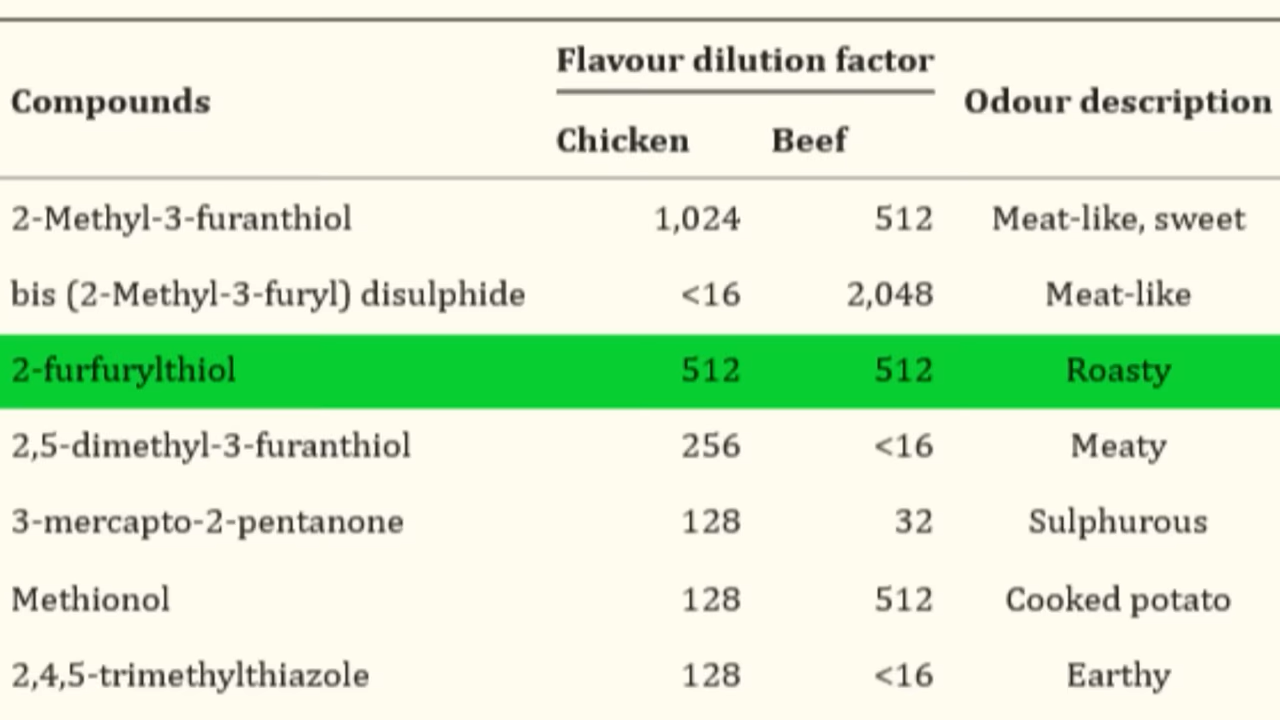 Flavour dilution factor
Compounds Odour description
Chicken Beef
2-Methyl-3-furanthiol 1,024 512 Meat-like, sweet
bis (2-Methyl-3-furyl) disulphide <16 2,048 Meat-like
2-furfurylthiol 512 512 Roasty
2,5-dimethyl-3-furanthiol 256 <16 Meaty
3-mercapto-2-pentanone 128 32 Sulphurous
Methionol 128 512 Cooked potato
2,4,5-trimethylthiazole 128 <16 Earthy